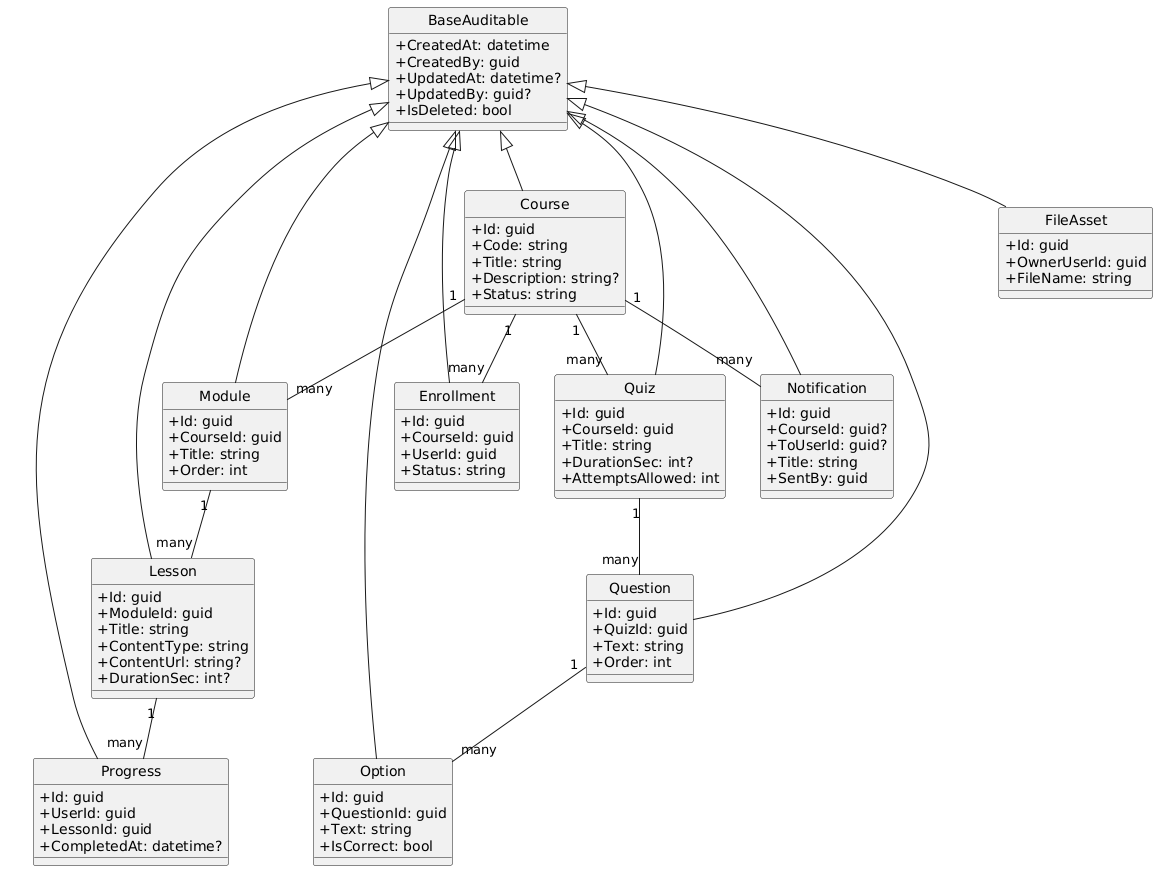 BaseAuditable
+CreatedAt: datetime
+CreatedBy: guid
+UpdatedAt: datetime?
+UpdatedBy: guid?
+IsDeleted: bool
Course
+Id: guid
+Code: string
+Title: string
+Description: string?
+Status: string
FileAsset
+Id: guid
+OwnerUserId: guid
+FileName: string
1
1
1
1
many
many
many
many
Module
+Id: guid
+CourseId: guid
+Title: string
+Order: int
Enrollment
+Id: guid
+CourseId: guid
+UserId: guid
+Status: string
Quiz
+Id: guid
+CourseId: guid
+Title: string
+DurationSec: int?
+AttemptsAllowed: int
Notification
+Id: guid
+CourseId: guid?
+ToUserId: guid?
+Title: string
+SentBy: guid
1
many
1
many
Lesson
+Id: guid
+ModuleId: guid
+Title: string
+ContentType: string
+ContentUrl: string?
+DurationSec: int?
Question
+Id: guid
+QuizId: guid
+Text: string
+Order: int
1
many
1
many
Progress
+Id: guid
+UserId: guid
+LessonId: guid
+CompletedAt: datetime?
Option
+Id: guid
+QuestionId: guid
+Text: string
+IsCorrect: bool